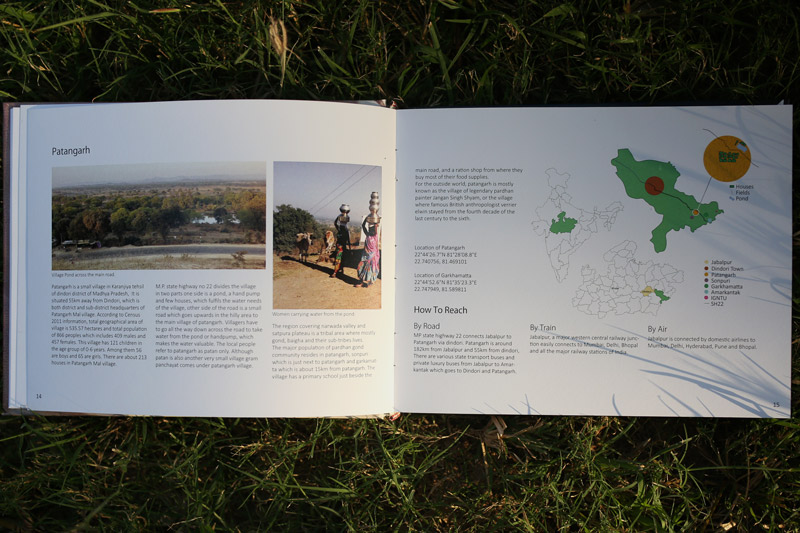 Patangarh
Village Pond across the main road.
Patangarh is a small village in Karanjiya tehsil
of dindori district of Madhya Pradesh, It is
situated 55km away from Dindori, which is
both district and sub-district headquarters of
Patangarh Mal village. According to Census
2011 information, total geographical area of
village is 535.57 hectares and total population
of 866 peoples which includes 409 males and
457 females. This village has 121 children in
the age group of 0-6 years. Among them 56
are boys and 65 are girls. There are about 213
houses in Patangarh Mal village.
M.P. state highway no 22 divides the village
in two parts one side is a pond, a hand pump
and few houses, which fulfils the water needs
of the village, other side of the road is a small
road which goes upwards in the hilly area to
the main village of patangarh. Villagers have
to go all the way down across the road to take
water from the pond or handpump, which
makes the water valuable. The local people
refer to patangarh as patan only. Although
patan is also another very small village gram
panchayat comes under patangarh village.
Women carrying water from the pond
The region covering narwada valley and
satpura plateau is a tribal area where mostly
gond, baigha and their sub-tribes lives.
The major population of pardhan gond
community resides in patangarh, sonpuri
which is just next to patangarh and garkamat
ta which is about 16km from patangarh. The
village has a primary school just beside the
14
main road, and a ration shop from where they
buy most of their food supplies.
For the outside world, patangarh is mostly
known as the village of legendary pardhan
painter Jangan Singh Shyam, or the village
where famous British anthropologist verrier
elwin stayed from the fourth decade of the
last century to the sixth.
Location of Patangarh
22°44'26.7"N 81°28'08.8"E
22.740756, 81.469101
Location of Garkhamatta
22°44'52.6"N 81°35'23.3"E
22.747949, 81.589811
How To Reach
By Road
MP state highway 22 connects Jabalpur to
Patangarh via dindori. Patangarh is around
182km from Jabalpur and 55km from dindori.
There are various state transport buses and
private luxury buses from Jabalpur to Amar-
kantak which goes to Dindori and Patangarh.
By Train
Jabalpur, a major western central railway junc-
tion easily connects to Mumbai, Delhi, Bhopal
and all the major railway stations of India.
By Air
Jabalpur is connected by domestic airlines to
Mumbai, Delhi, Hyderabad, Pune and Bhopal.
Houses
Fields
Pond
Jabalpur
Dindori Town
Patangarh
Sonpuri
Garkhamatta
Amarkantak
IGNTU
SH22
15